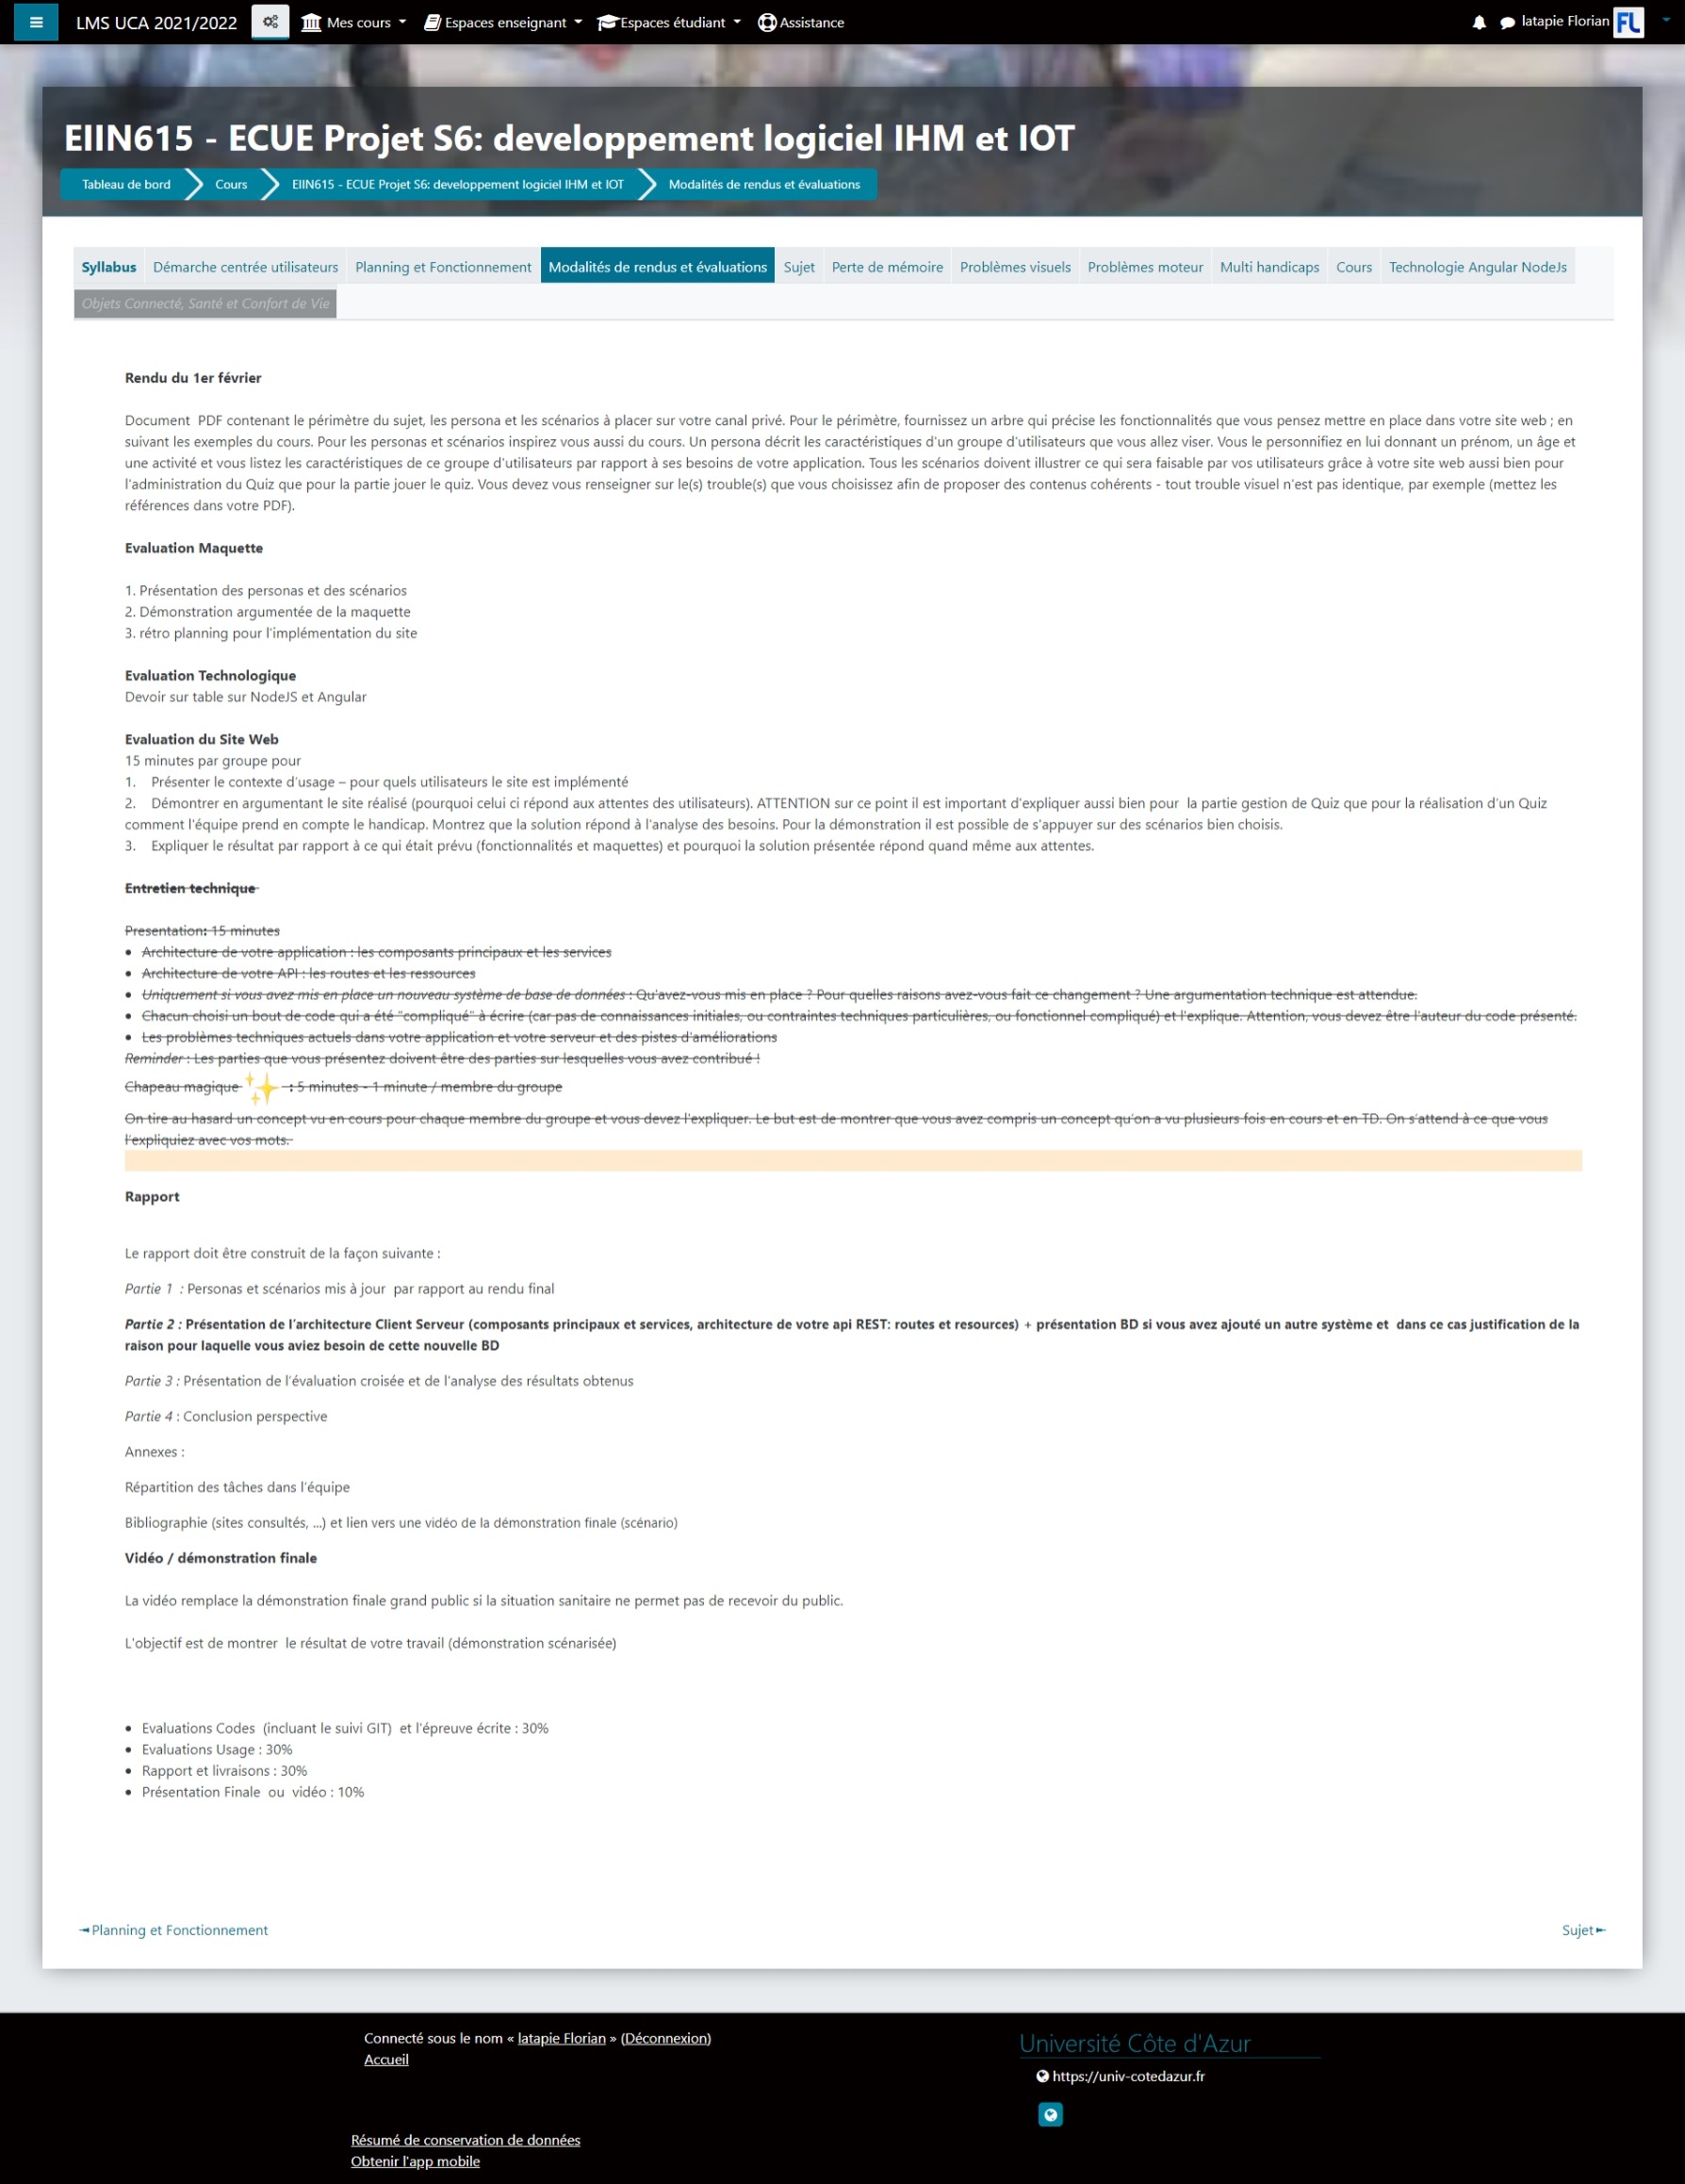 LMS UCA 2021/2022 Mes cours Espaces enseignant Espaces étudiant Assistance latapie Florian FL
EIIN615 - ECUE Projet S6: developpement logiciel IHM et IOT
Tableau de bord Cours EIIN615 - ECUE Projet S6: developpement logiciel IHM et IOT Modalités de rendus et évaluations
Syllabus Démarche centrée utilisateurs Planning et Fonctionnement Modalités de rendus et évaluations Sujet Perte de mémoire Problèmes visuels Problèmes moteur Multi handicaps Cours Technologie Angular NodeJs
Objets Connecté, Santé et Confort de Vie
Rendu du 1er février
Document PDF contenant le périmètre du sujet, les persona et les scénarios à placer sur votre canal privé. Pour le périmètre, fournissez un arbre qui précise les fonctionnalités que vous pensez mettre en place dans votre site web ; en
suivant les exemples du cours. Pour les personas et scénarios inspirez vous aussi du cours. Un persona décrit les caractéristiques d'un groupe d'utilisateurs que vous allez viser. Vous le personnifiez en lui donnant un prénom, un âge et
une activité et vous listez les caractéristiques de ce groupe d'utilisateurs par rapport à ses besoins de votre application. Tous les scénarios doivent illustrer ce qui sera faisable par vos utilisateurs grâce à votre site web aussi bien pour
l'administration du Quiz que pour la partie jouer le quiz. Vous devez vous renseigner sur le(s) trouble(s) que vous choisissez afin de proposer des contenus cohérents - tout trouble visuel n'est pas identique, par exemple (mettez les
références dans votre PDF).
Evaluation Maquette
1. Présentation des personas et des scénarios
2. Démonstration argumentée de la maquette
3. rétro planning pour l'implémentation du site
Evaluation Technologique
Devoir sur table sur NodeJS et Angular
Evaluation du Site Web
15 minutes par groupe pour
1. Présenter le contexte d'usage – pour quels utilisateurs le site est implémenté
2. Démontrer en argumentant le site réalisé (pourquoi celui ci répond aux attentes des utilisateurs). ATTENTION sur ce point il est important d'expliquer aussi bien pour la partie gestion de Quiz que pour la réalisation d'un Quiz
comment l'équipe prend en compte le handicap. Montrez que la solution répond à l'analyse des besoins. Pour la démonstration il est possible de s'appuyer sur des scénarios bien choisis.
3. Expliquer le résultat par rapport à ce qui était prévu (fonctionnalités et maquettes) et pourquoi la solution présentée répond quand même aux attentes.
Entretien technique
Presentation: 15 minutes
• Architecture de votre application : les composants principaux et les services
• Architecture de votre API : les routes et les ressources
• Uniquement si vous avez mis en place un nouveau système de base de données : Qu'avez-vous mis en place ? Pour quelles raisons avez-vous fait ce changement ? Une argumentation technique est attendue.
• Chacun choisi un bout de code qui a été "compliqué" à écrire (car pas de connaissances initiales, ou contraintes techniques particulières, ou fonctionnel compliqué) et l'explique. Attention, vous devez être l'auteur du code présenté.
• Les problèmes techniques actuels dans votre application et votre serveur et des pistes d'améliorations
Reminder : Les parties que vous présentez doivent être des parties sur lesquelles vous avez contribué !
Chapeau magique ✨ : 5 minutes - 1 minute / membre du groupe
On tire au hasard un concept vu en cours pour chaque membre du groupe et vous devez l'expliquer. Le but est de montrer que vous avez compris un concept qu'on a vu plusieurs fois en cours et en TD. On s'attend à ce que vous
l'expliquiez avec vos mots.
Rapport
Le rapport doit être construit de la façon suivante :
Partie 1 : Personas et scénarios mis à jour par rapport au rendu final
Partie 2 : Présentation de l'architecture Client Serveur (composants principaux et services, architecture de votre api REST: routes et resources) + présentation BD si vous avez ajouté un autre système et dans ce cas justification de la
raison pour laquelle vous aviez besoin de cette nouvelle BD
Partie 3 : Présentation de l'évaluation croisée et de l'analyse des résultats obtenus
Partie 4 : Conclusion perspective
Annexes :
Répartition des tâches dans l'équipe
Bibliographie (sites consultés, ...) et lien vers une vidéo de la démonstration finale (scénario)
Vidéo / démonstration finale
La vidéo remplace la démonstration finale grand public si la situation sanitaire ne permet pas de recevoir du public.
L'objectif est de montrer le résultat de votre travail (démonstration scénarisée)
• Evaluations Codes (incluant le suivi GIT) et l'épreuve écrite : 30%
• Evaluations Usage : 30%
• Rapport et livraisons : 30%
• Présentation Finale ou vidéo : 10%
◄Planning et Fonctionnement Sujet►
Connecté sous le nom « latapie Florian » (Déconnexion)
Accueil
Université Côte d'Azur
https://univ-cotedazur.fr
Résumé de conservation de données
Obtenir l'app mobile